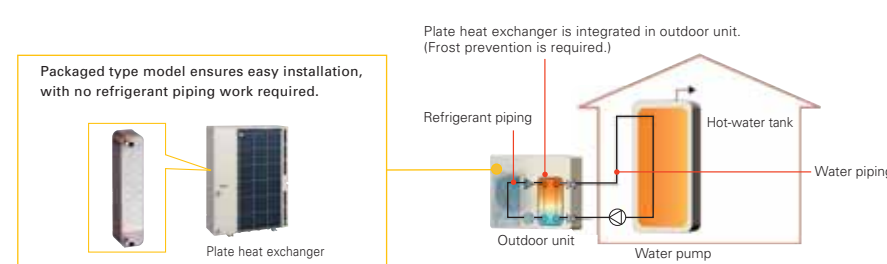 Plate heat exchanger is integrated in outdoor unit.
(Frost prevention is required.)
Packaged type model ensures easy installation,
with no refrigerant piping work required.
Refrigerant piping
Hot-water tank
Water piping
Plate heat exchanger
Outdoor unit
Water pump